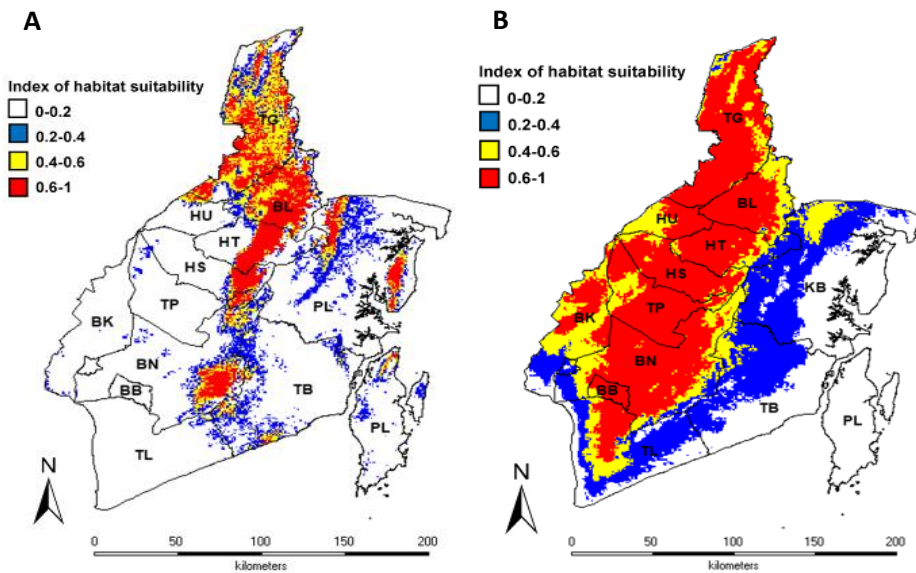 A
Index of habitat suitability
0-0.2
0.2-0.4
0.4-0.6
0.6-1
TG
BL
HU
HT
HS
TP
PL
BK
BN
BB
TB
TL
PL
N
0 50 100 150 200
kilometers
B
Index of habitat suitability
0-0.2
0.2-0.4
0.4-0.6
0.6-1
TG
BL
HU
HT
HS
KB
TP
BK
BN
BB
TB
TL
PL
N
0 50 100 150 200
kilometers